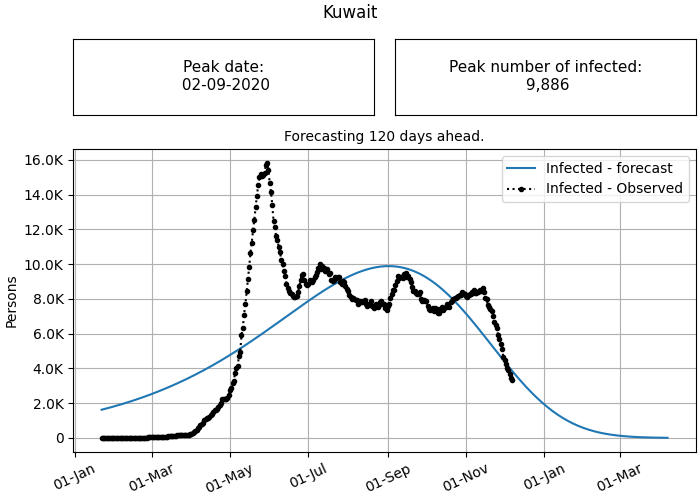 Kuwait
Peak date:
02-09-2020
Peak number of infected:
9,886
Forecasting 120 days ahead.
Infected - forecast
Infected - Observed
Persons
16.0K
14.0K
12.0K
10.0K
8.0K
6.0K
4.0K
2.0K
0
01-Jan
01-Mar
01-May
01-Jul
01-Sep
01-Nov
01-Jan
01-Mar